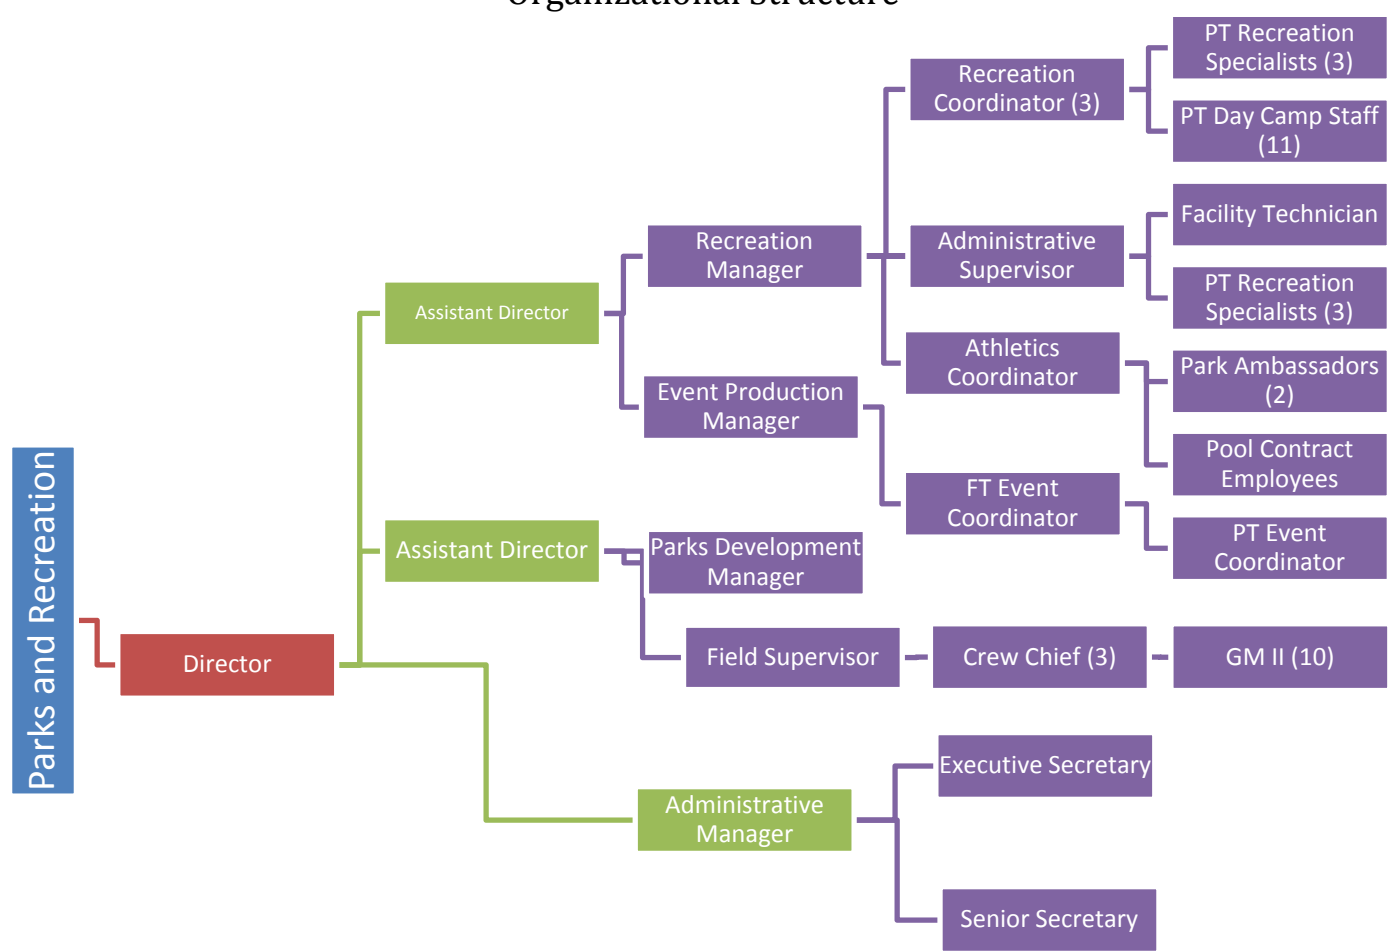 Organizational Structure
Parks and Recreation
Director
Assistant Director
Recreation
Manager
Recreation
Coordinator (3)
PT Recreation
Specialists (3)
PT Day Camp Staff
(11)
Administrative
Supervisor
Facility Technician
PT Recreation
Specialists (3)
Athletics
Coordinator
Park Ambassadors
(2)
Pool Contract
Employees
Event Production
Manager
FT Event
Coordinator
PT Event
Coordinator
Assistant Director
Parks Development
Manager
Field Supervisor
Crew Chief (3)
GM II (10)
Administrative
Manager
Executive Secretary
Senior Secretary